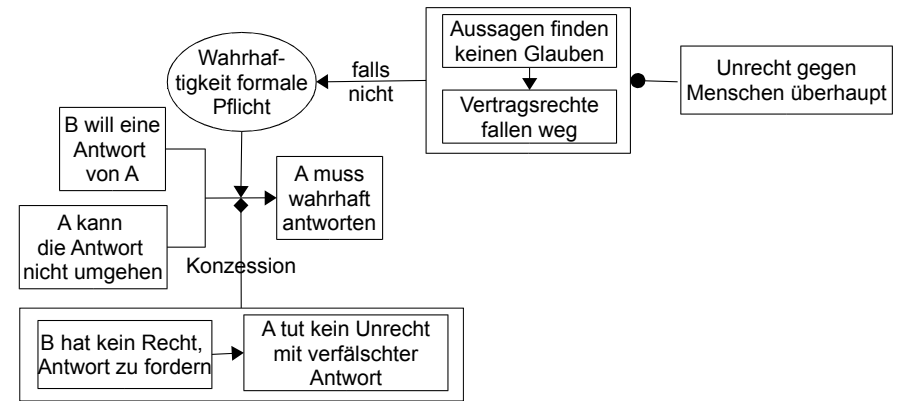 Aussagen finden
keinen Glauben
Wahrhaf-
tigkeit formale
Pflicht
falls
nicht
Unrecht gegen
Menschen überhaupt
Vertragsrechte
fallen weg
B will eine
Antwort
von A
A muss
wahrhaft
antworten
A kann
die Antwort
nicht umgehen
Konzession
B hat kein Recht,
Antwort zu fordern
A tut kein Unrecht
mit verfälschter
Antwort